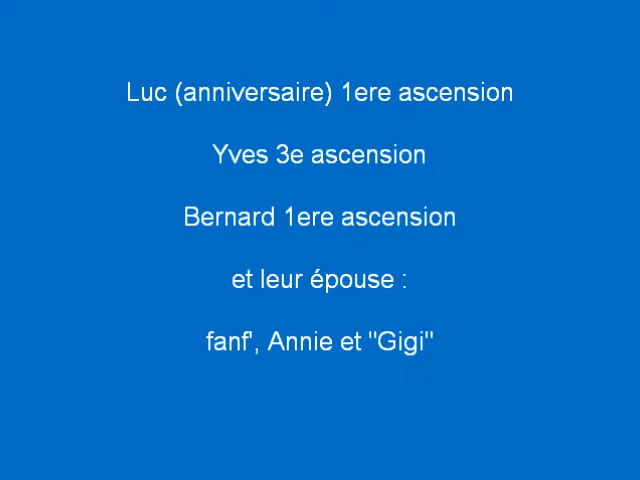 Luc (anniversaire) 1ere ascension
Yves 3e ascension
Bernard 1ere ascension
et leur épouse :
fanf', Annie et "Gigi"